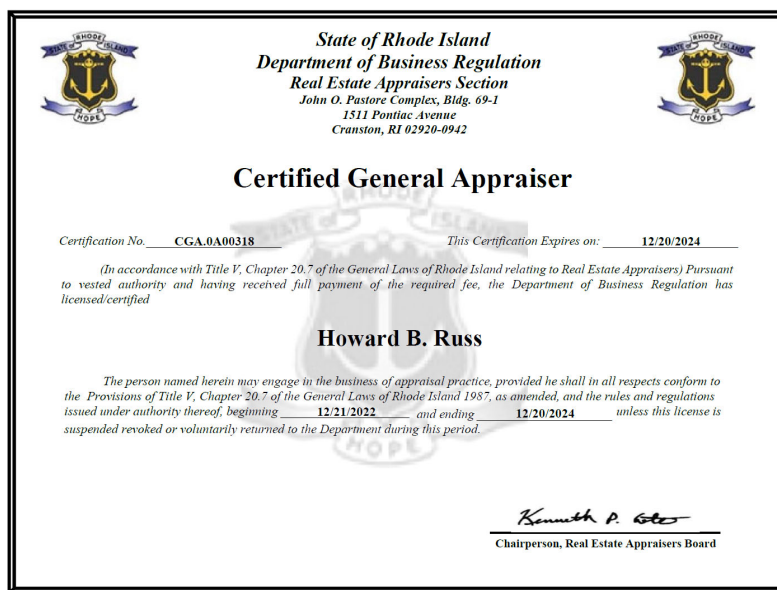 RHODE
STATE OF ISLAND
HOPE
State of Rhode Island
Department of Business Regulation
Real Estate Appraisers Section
John O. Pastore Complex, Bldg. 69-1
1511 Pontiac Avenue
Cranston, RI 02920-0942
RHODE
STATE OF ISLAND
HOPE
Certified General Appraiser
RHODE
STATE of ISLAND
Certification No. CGA.0A00318 This Certification Expires on: 12/20/2024
(In accordance with Title V, Chapter 20.7 of the General Laws of Rhode Island relating to Real Estate Appraisers) Pursuant
to vested authority and having received full payment of the required fee, the Department of Business Regulation has
licensed/certified
Howard B. Russ
The person named herein may engage in the business of appraisal practice, provided he shall in all respects conform to
the Provisions of Title V, Chapter 20.7 of the General Laws of Rhode Island 1987, as amended, and the rules and regulations
issued under authority thereof, beginning 12/21/2022 and ending 12/20/2024 unless this license is
suspended revoked or voluntarily returned to the Department during this period.
HOPE
Kenneth P.
Chairperson, Real Estate Appraisers Board